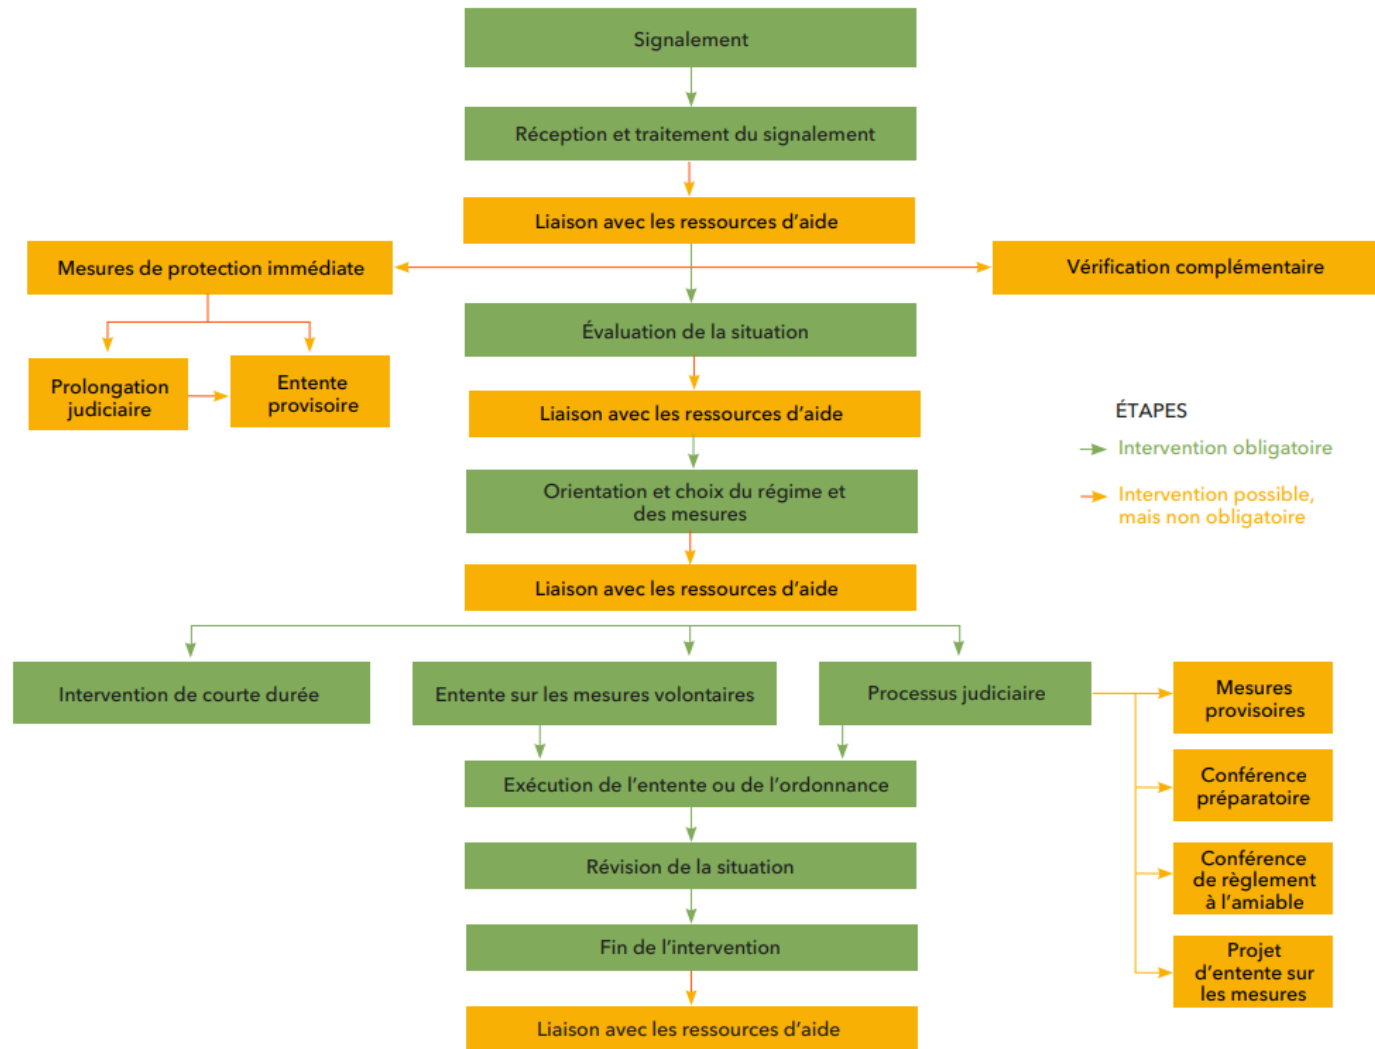 Signalement
Réception et traitement du signalement
Liaison avec les ressources d'aide
Mesures de protection immédiate
Vérification complémentaire
Évaluation de la situation
Prolongation
judiciaire
Entente
provisoire
Liaison avec les ressources d'aide
ÉTAPES
Intervention obligatoire
Intervention possible,
mais non obligatoire
Orientation et choix du régime et
des mesures
Liaison avec les ressources d'aide
Intervention de courte durée
Entente sur les mesures volontaires
Processus judiciaire
Mesures
provisoires
Conférence
préparatoire
Conférence
de règlement
à l'amiable
Projet
d'entente sur
les mesures
Exécution de l'entente ou de l'ordonnance
Révision de la situation
Fin de l'intervention
Liaison avec les ressources d'aide